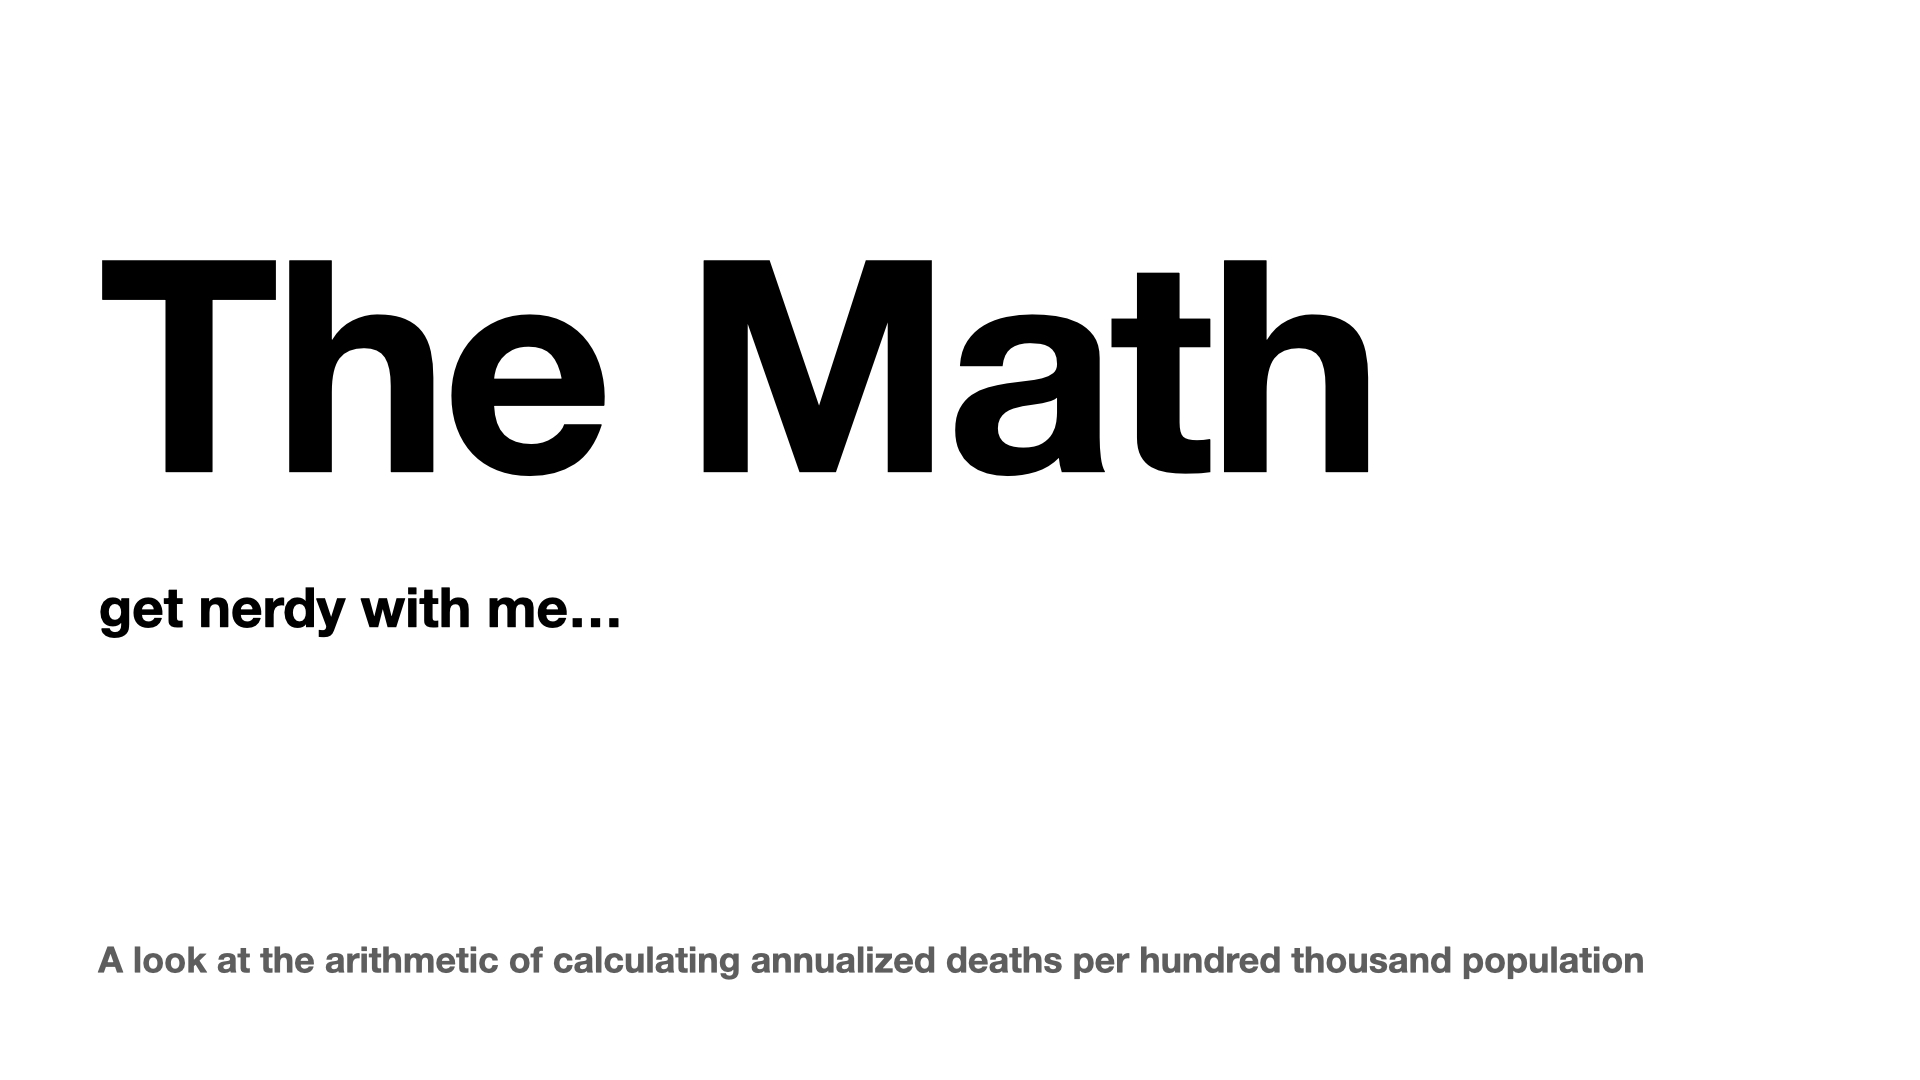 The Math
get nerdy with me…
A look at the arithmetic of calculating annualized deaths per hundred thousand population